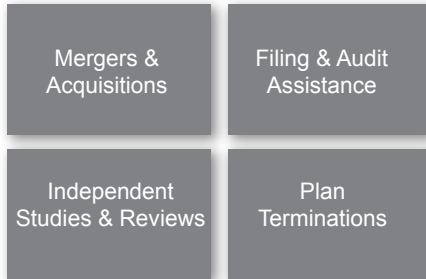 Mergers &
Acquisitions
Filing & Audit
Assistance
Independent
Studies & Reviews
Plan
Terminations